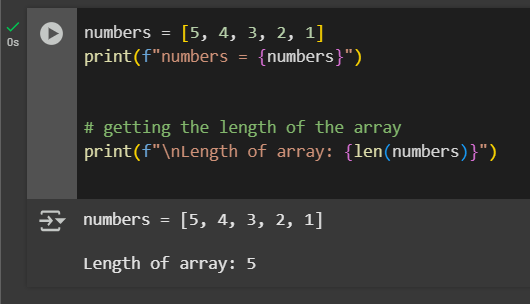 numbers = [5, 4, 3, 2, 1]
print(f"numbers = {numbers}")
0s
# getting the length of the array
print(f"\nLength of array: {len(numbers)}")
numbers = [5, 4, 3, 2, 1]
Length of array: 5